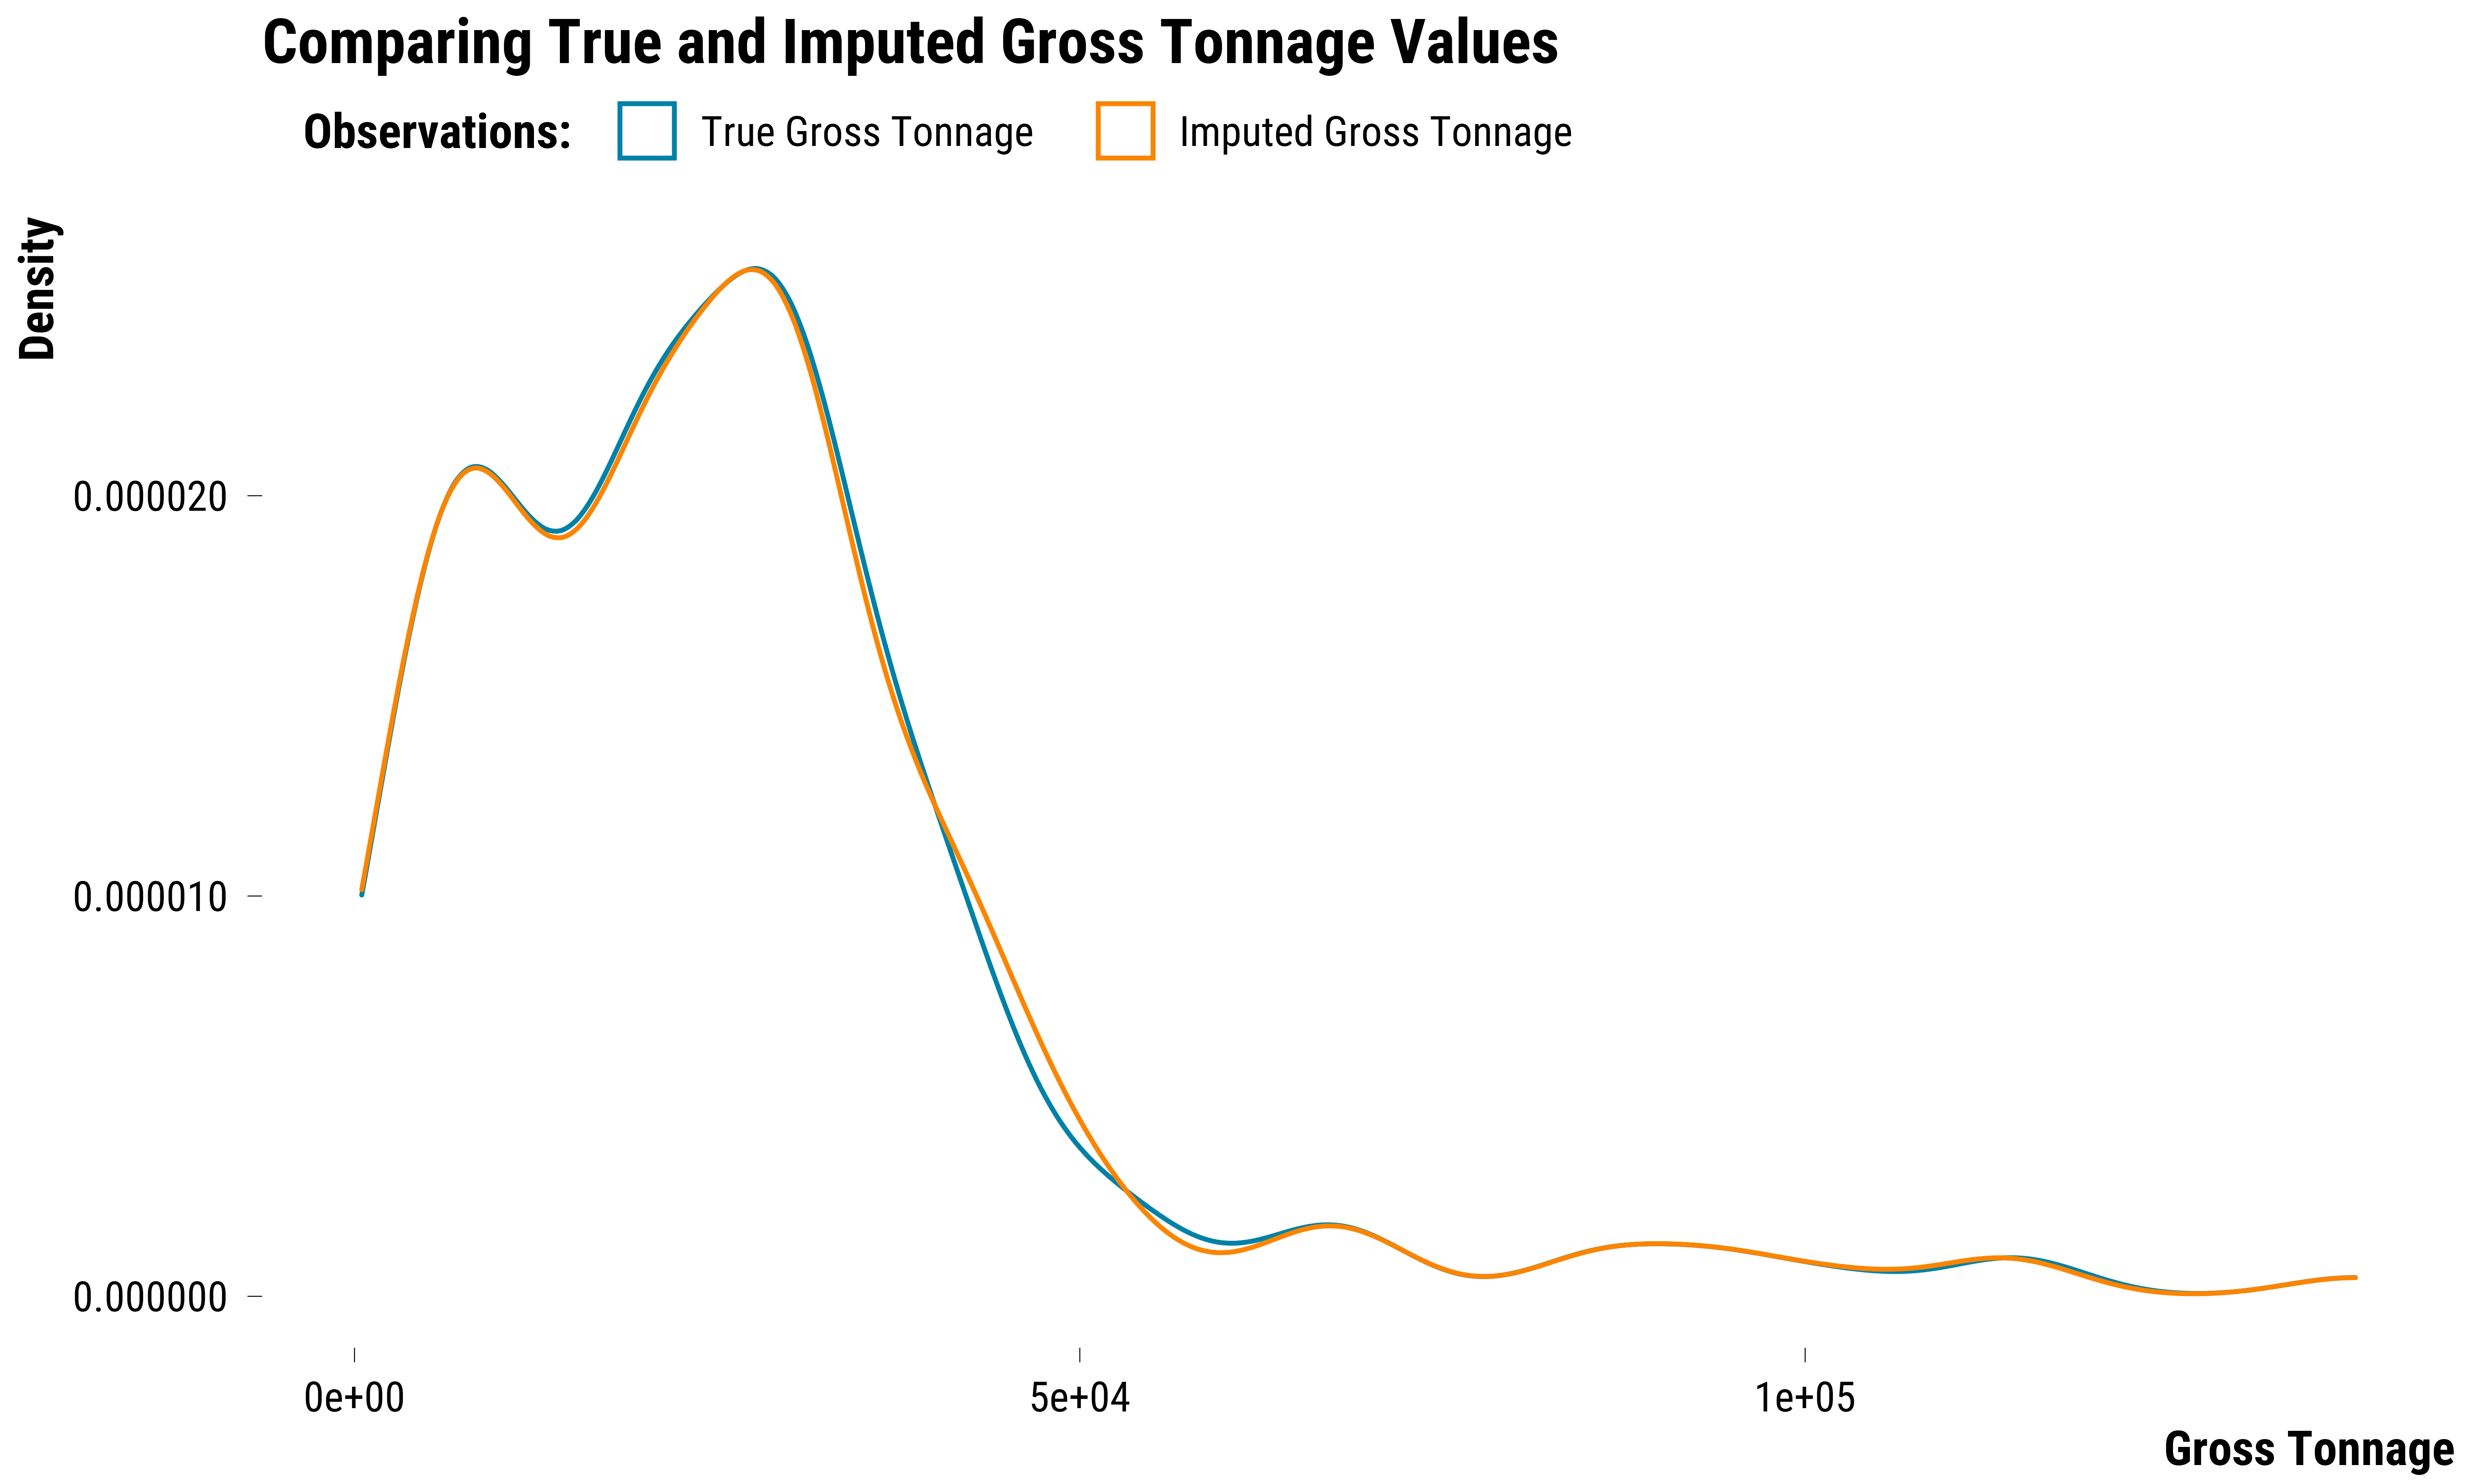 Comparing True and Imputed Gross Tonnage Values
Observations: True Gross Tonnage Imputed Gross Tonnage
Density
0.000020
0.000010
0.000000
0e+00 5e+04 1e+05
Gross Tonnage